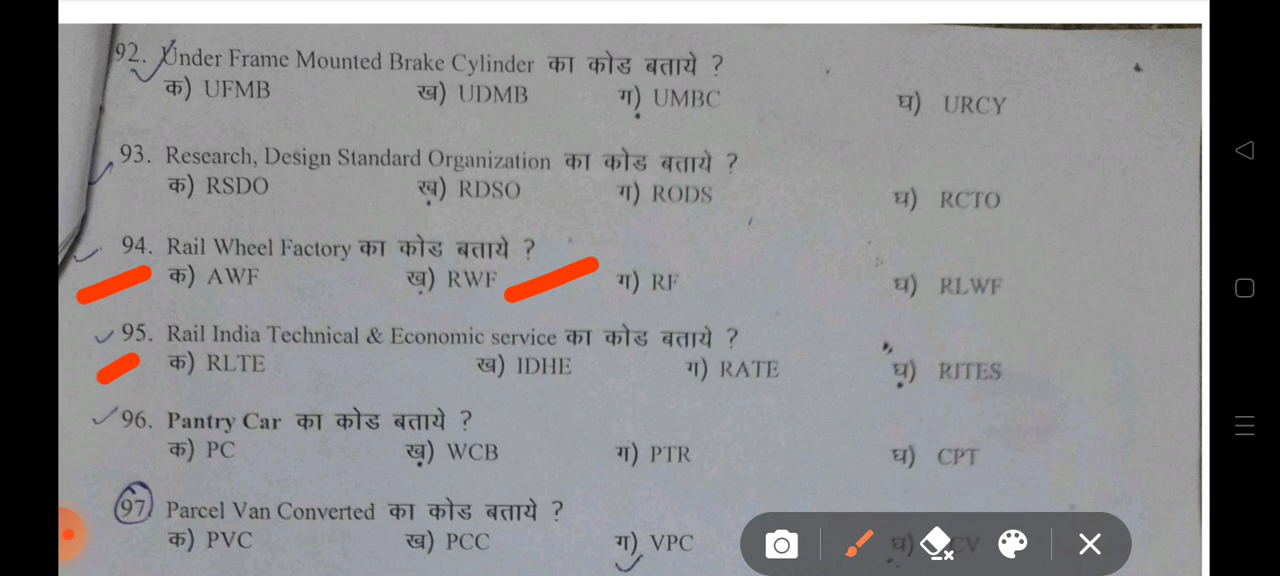 92. Under Frame Mounted Brake Cylinder का कोड बताये ?
क) UFMB ख) UDMB ग) UMBC घ) URCY
93. Research, Design Standard Organization का कोड बताये ?
क) RSDO ख) RDSO ग) RODS घ) RCTO
94. Rail Wheel Factory का कोड बताये ?
क) AWF ख) RWF ग) RF घ) RLWF
95. Rail India Technical & Economic service का कोड बताये ?
क) RLTE ख) IDHE ग) RATE घ) RITES
96. Pantry Car का कोड बताये ?
क) PC ख) WCB ग) PTR घ) CPT
97 Parcel Van Converted का कोड बताये ?
क) PVC ख) PCC ग) VPC घ)